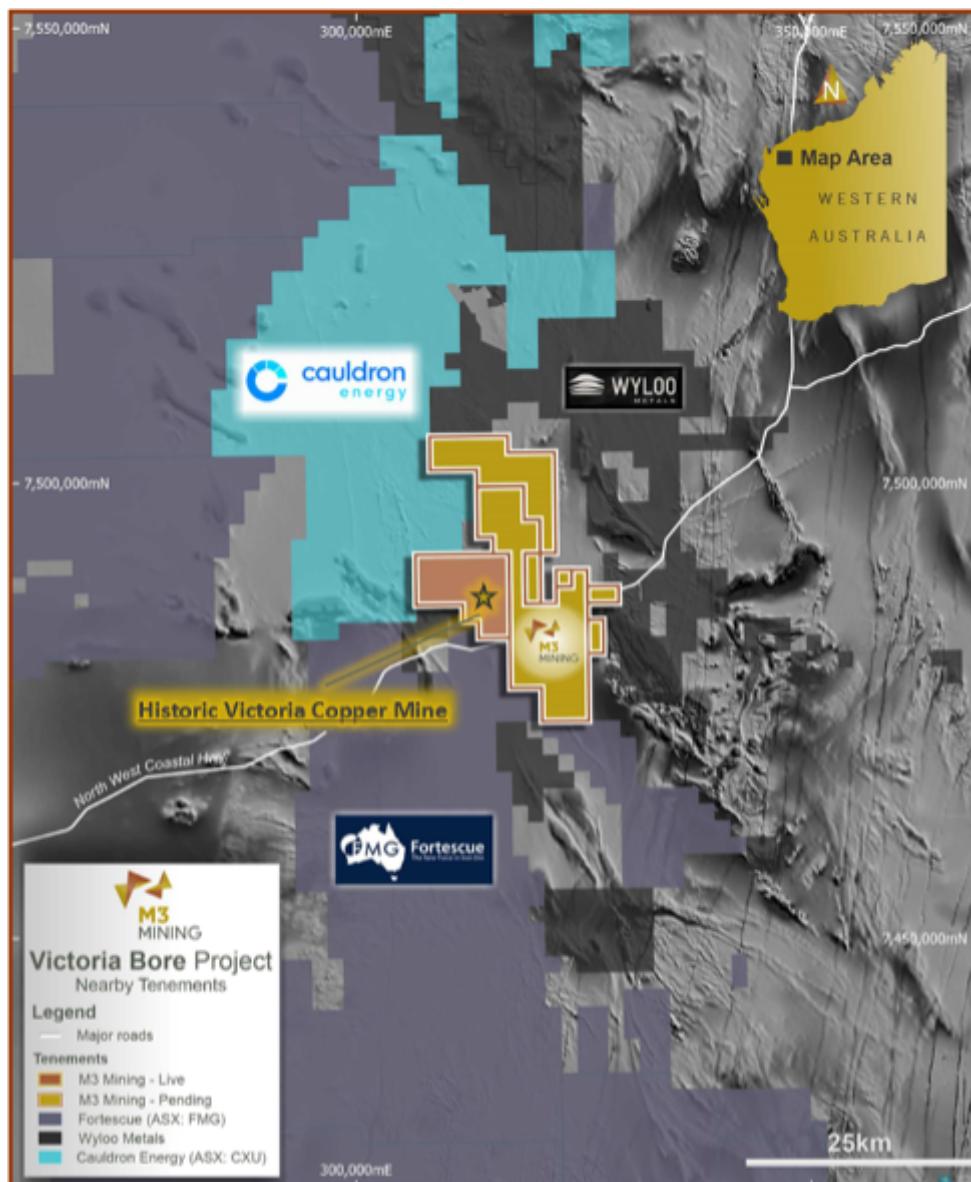 7,550,000mN
300,000mE
350,000mE
7,550,000mN
N
Map Area
WESTERN
AUSTRALIA
cauldron
energy
WYLOO
METALS
7,500,000mN
7,500,000mN
M3
MINING
Historic Victoria Copper Mine
North West Coastal Hwy
FMG Fortescue
The New Force in Iron Ore
M3
MINING
Victoria Bore Project
Nearby Tenements
Legend
Major roads
Tenements
M3 Mining - Live
M3 Mining - Pending
Fortescue (ASX: FMG)
Wyloo Metals
Cauldron Energy (ASX: CXU)
7,450,000mN
25km
300,000mE